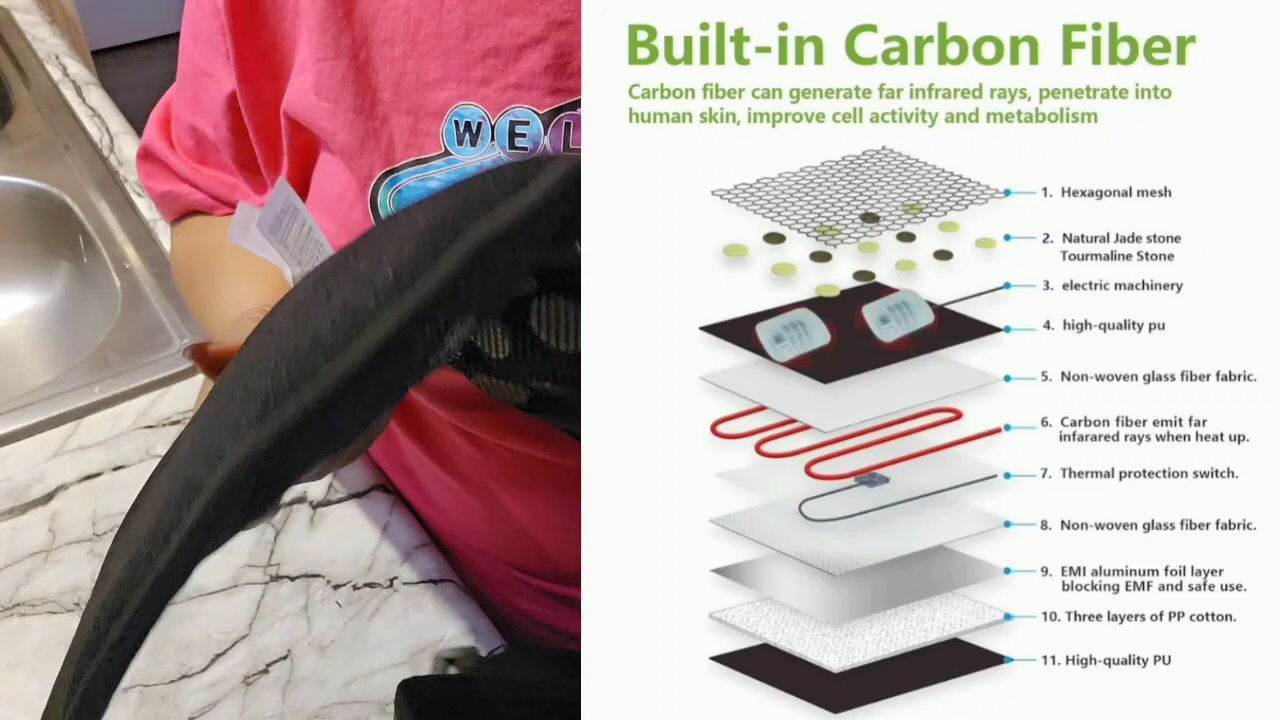 WEL
Built-in Carbon Fiber
Carbon fiber can generate far infrared rays, penetrate into
human skin, improve cell activity and metabolism
1. Hexagonal mesh
2. Natural Jade stone
Tourmaline Stone
3. electric machinery
4. high-quality pu
5. Non-woven glass fiber fabric.
6. Carbon fiber emit far
infarared rays when heat up.
7. Thermal protection switch.
8. Non-woven glass fiber fabric.
9. EMI aluminum foil layer
blocking EMF and safe use.
10. Three layers of PP cotton.
11. High-quality PU